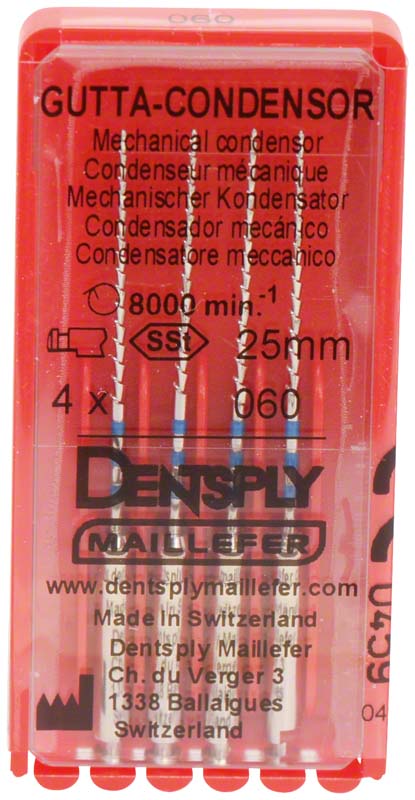 060
GUTTA-CONDENSOR
Mechanical condensor
Condenseur mécanique
Mechanischer Kondensator
Condensador mecánico
Condensatore meccanico
8000 min.-1
SSt 25mm
4 x 060
DENTSPLY
MAILLEFER
www.dentsplymaillefer.com
Made In Switzerland
Dentsply Maillefer
Ch. du Verger 3
1338 Ballaigues
Switzerland
0459
04